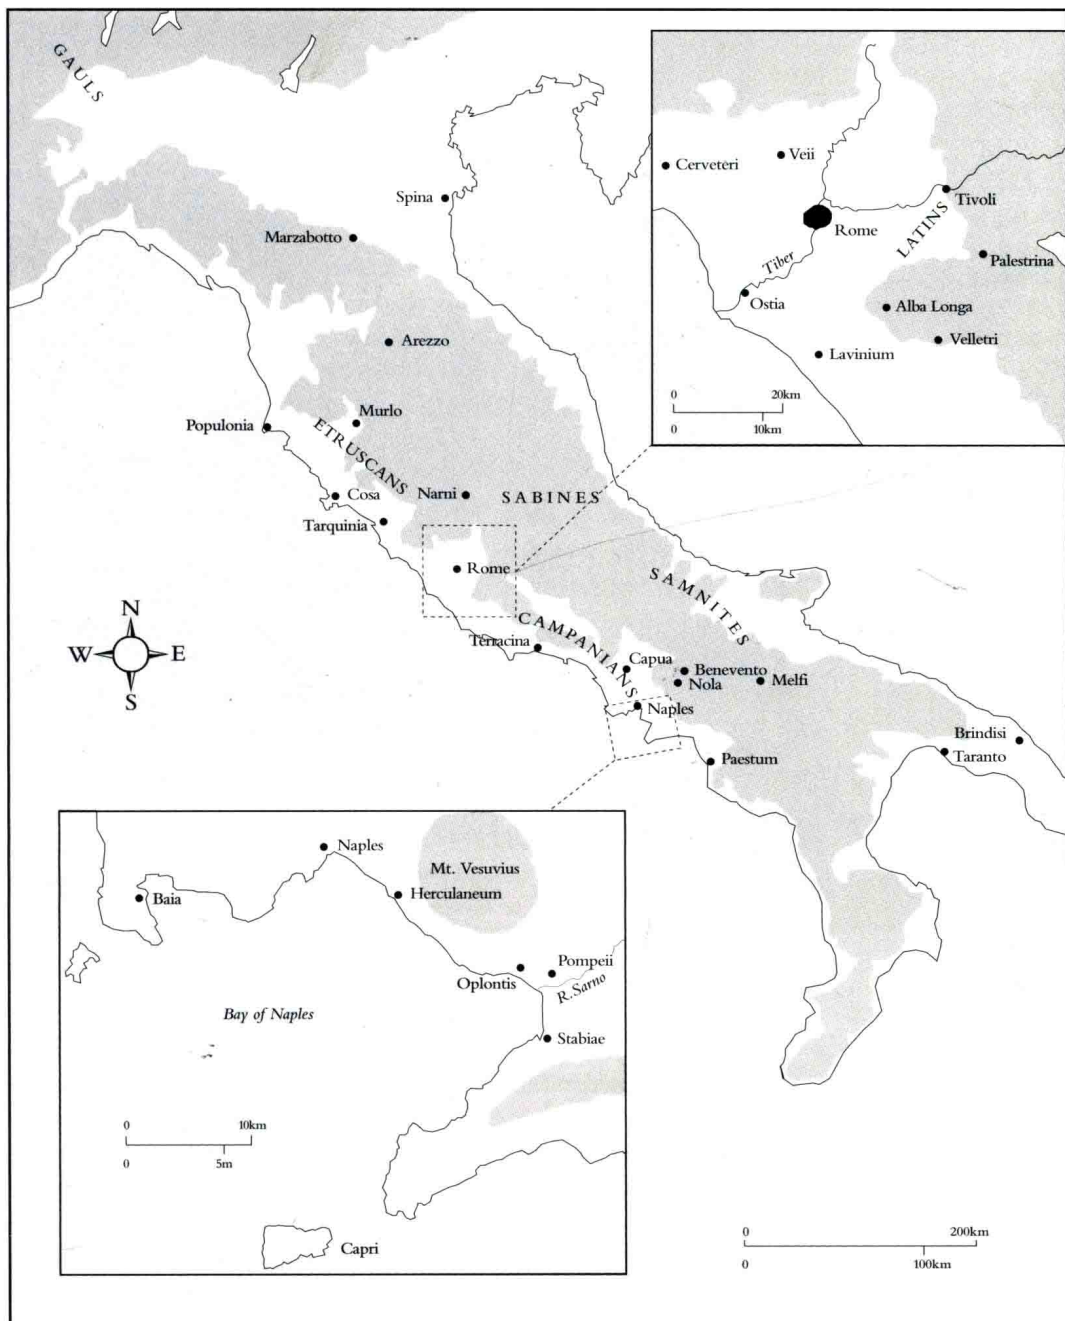 GAULS
Spina
Marzabotto
Arezzo
Murlo
Populonia
ETRUSCANS
Cosa
Narni
SABINES
Tarquinia
Rome
SAMNITES
CAMPANIANS
Terracina
Capua
Benevento
Nola
Melfi
Naples
Brindisi
Taranto
Paestum
N
W
E
S
Cerveteri
Veii
Tivoli
LATINS
Rome
Tiber
Palestrina
Ostia
Alba Longa
Velletri
Lavinium
0 20km
0 10km
Naples
Mt. Vesuvius
Baia
Herculaneum
Pompeii
Oplontis
R. Sarno
Bay of Naples
Stabiae
0 10km
0 5m
Capri
0 200km
0 100km